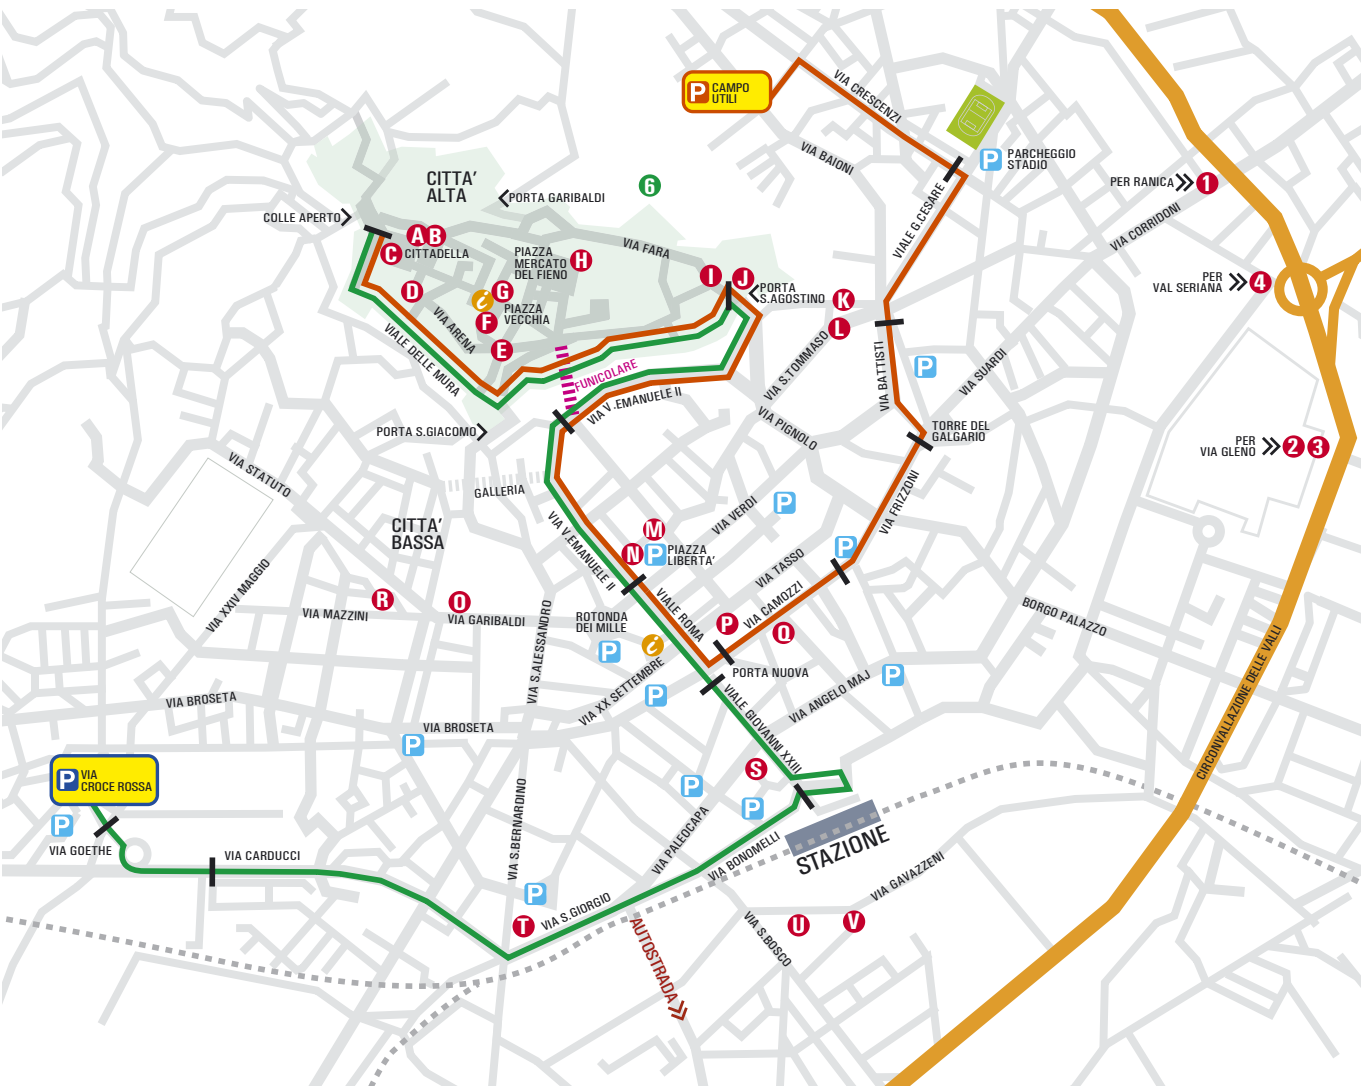 P CAMPO
UTILI
VIA CRESCENZI
VIA BAIONI
P PARCHEGGIO
STADIO
PER RANICA
1
VIA CORRIDONI
CITTA'
ALTA
PORTA GARIBALDI
6
COLLE APERTO
A
B
C CITTADELLA
VIALE G.CESARE
VIA FARA
PIAZZA
MERCATO
DEL FIENO
H
I
J
PORTA
S.AGOSTINO
K
PER
VAL SERIANA
4
D
i
G
PIAZZA
VECCHIA
F
VIA ARENA
E
L
VIA S.TOMMASO
VIALE DELLE MURA
FUNICOLARE
VIA BATTISTI
P
VIA SUARDI
VIA V.EMANUELE II
VIA PIGNOLO
TORRE DEL
GALGARIO
PORTA S.GIACOMO
PER
VIA GLENO
2
3
VIA STATUTO
GALLERIA
VIA FRIZZONI
CITTA'
BASSA
VIA V.EMANUELE II
M
VIA VERDI
P
N
P PIAZZA
LIBERTA'
P
VIA TASSO
VIA XXIV MAGGIO
R
O
VIA MAZZINI
VIA GARIBALDI
VIA S.ALESSANDRO
ROTONDA
DEI MILLE
VIALE ROMA
VIA CAMOZZI
P
Q
BORGO PALAZZO
P
i
PORTA NUOVA
VIA XX SETTEMBRE
P
VIA ANGELO MAJ
P
CIRCONVALLAZIONE DELLE VALLI
VIA BROSETA
VIA BROSETA
P
VIALE GIOVANNI XXIII
P VIA
CROCE ROSSA
S
P
P
P
VIA GOETHE
VIA CARDUCCI
VIA S.BERNARDINO
VIA PALEOCAPA
VIA BONOMELLI
STAZIONE
VIA GAVAZZENI
P
T
VIA S.GIORGIO
AUTOSTRADA
VIA S.BOSCO
U
V